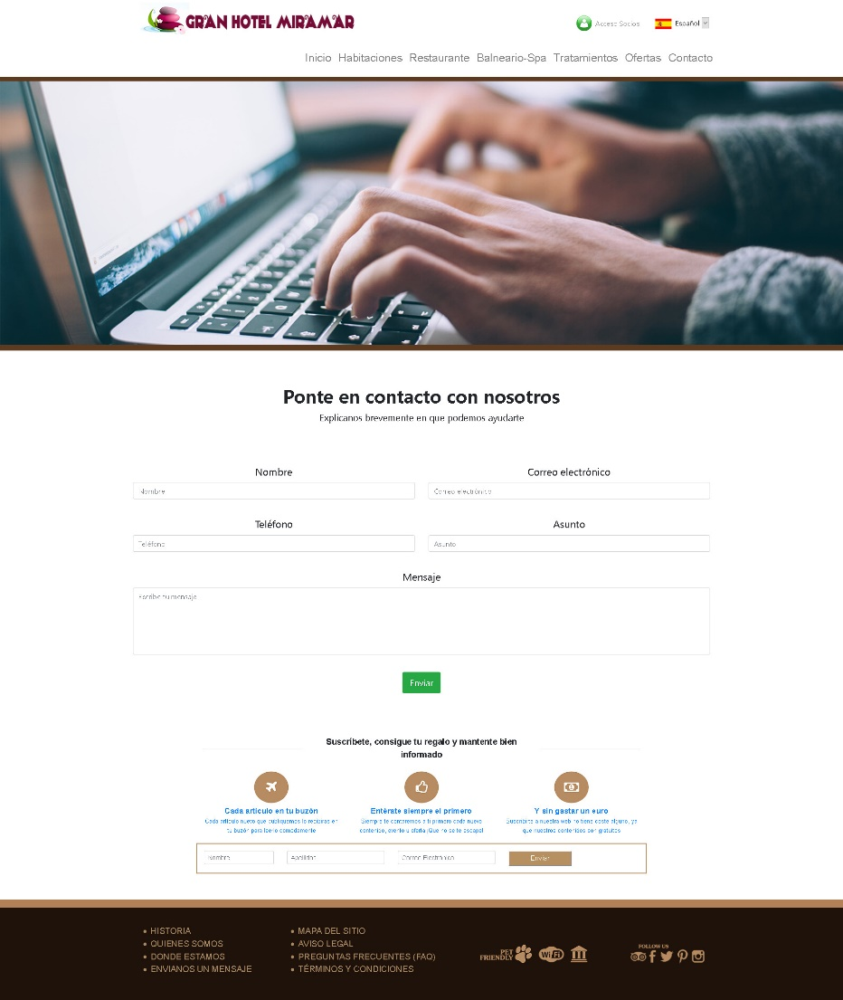 GRAN HOTEL MIRAMAR
Acceso Socios
Español
Inicio Habitaciones Restaurante Balneario-Spa Tratamientos Ofertas Contacto
Ponte en contacto con nosotros
Explicanos brevemente en que podemos ayudarte
Nombre Correo electrónico
Nombre Correo electrónico
Teléfono Asunto
Teléfono Asunto
Mensaje
Escribe tu mensaje
Enviar
Suscríbete, consigue tu regalo y mantente bien
informado
Cada articulo en tu buzón
Cada artículo nuevo que publiquemos lo recibirás en
tu buzón para leerlo comodamente
Entérate siempre el primero
Siempre te contaremos a ti primero cada nuevo
contenido, evento u oferta ¡Que no se te escape!
Y sin gastar un euro
Suscribirte a nuestra web no tiene coste alguno, ya
que nuestros contenidos son gratuitos
Nombre Apellidos Correo Electronico Enviar
HISTORIA
QUIENES SOMOS
DONDE ESTAMOS
ENVIANOS UN MENSAJE
MAPA DEL SITIO
AVISO LEGAL
PREGUNTAS FRECUENTES (FAQ)
TÉRMINOS Y CONDICIONES
PET
FRIENDLY
Wi Fi
FOLLOW US